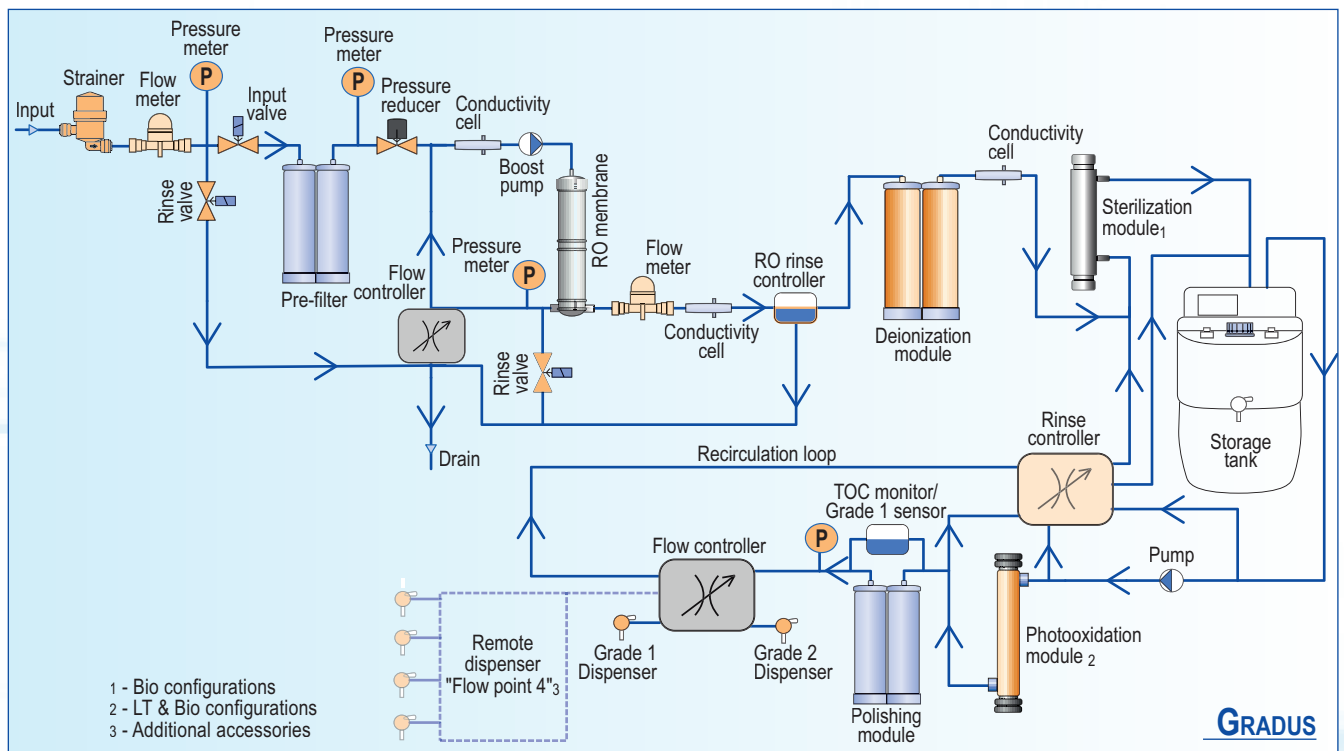 Pressure
meter
Strainer
Flow
meter
Input
P
Input
valve
Pressure
meter
P
Pressure
reducer
Conductivity
cell
Boost
pump
Rinse
valve
Pre-filter
Flow
controller
Pressure
meter
P
RO membrane
Flow
meter
Conductivity
cell
RO rinse
controller
Rinse
valve
Drain
Deionization
module
Conductivity
cell
Sterilization
module1
Storage
tank
Rinse
controller
Recirculation loop
TOC monitor/
Grade 1 sensor
P
Flow controller
Pump
Photooxidation
module 2
Polishing
module
Grade 1
Dispenser
Grade 2
Dispenser
Remote
dispenser
"Flow point 4"3
1 - Bio configurations
2 - LT & Bio configurations
3 - Additional accessories
GRADUS